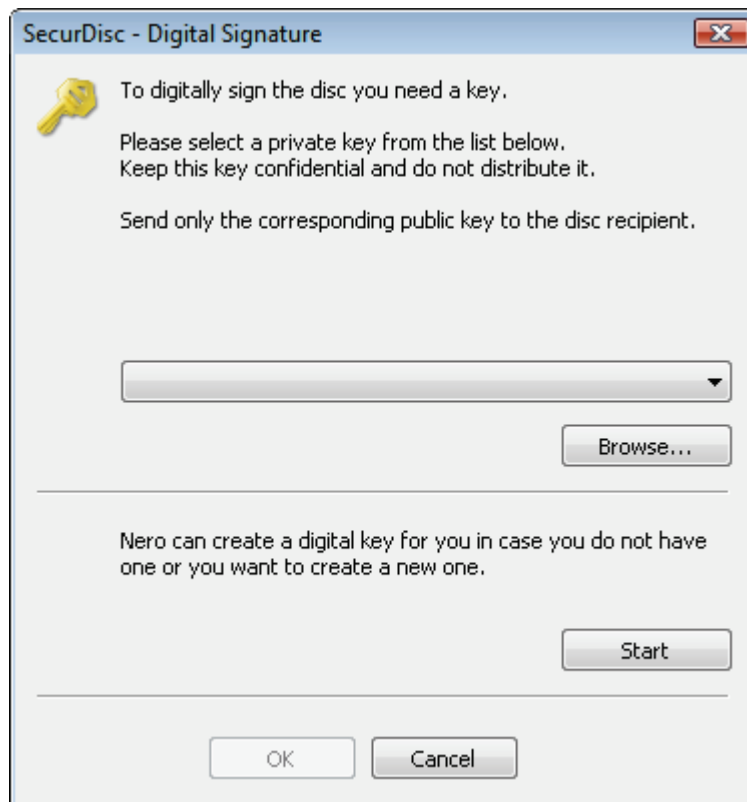 SecurDisc - Digital Signature
To digitally sign the disc you need a key.
Please select a private key from the list below.
Keep this key confidential and do not distribute it.
Send only the corresponding public key to the disc recipient.
Browse...
Nero can create a digital key for you in case you do not have
one or you want to create a new one.
Start
OK
Cancel